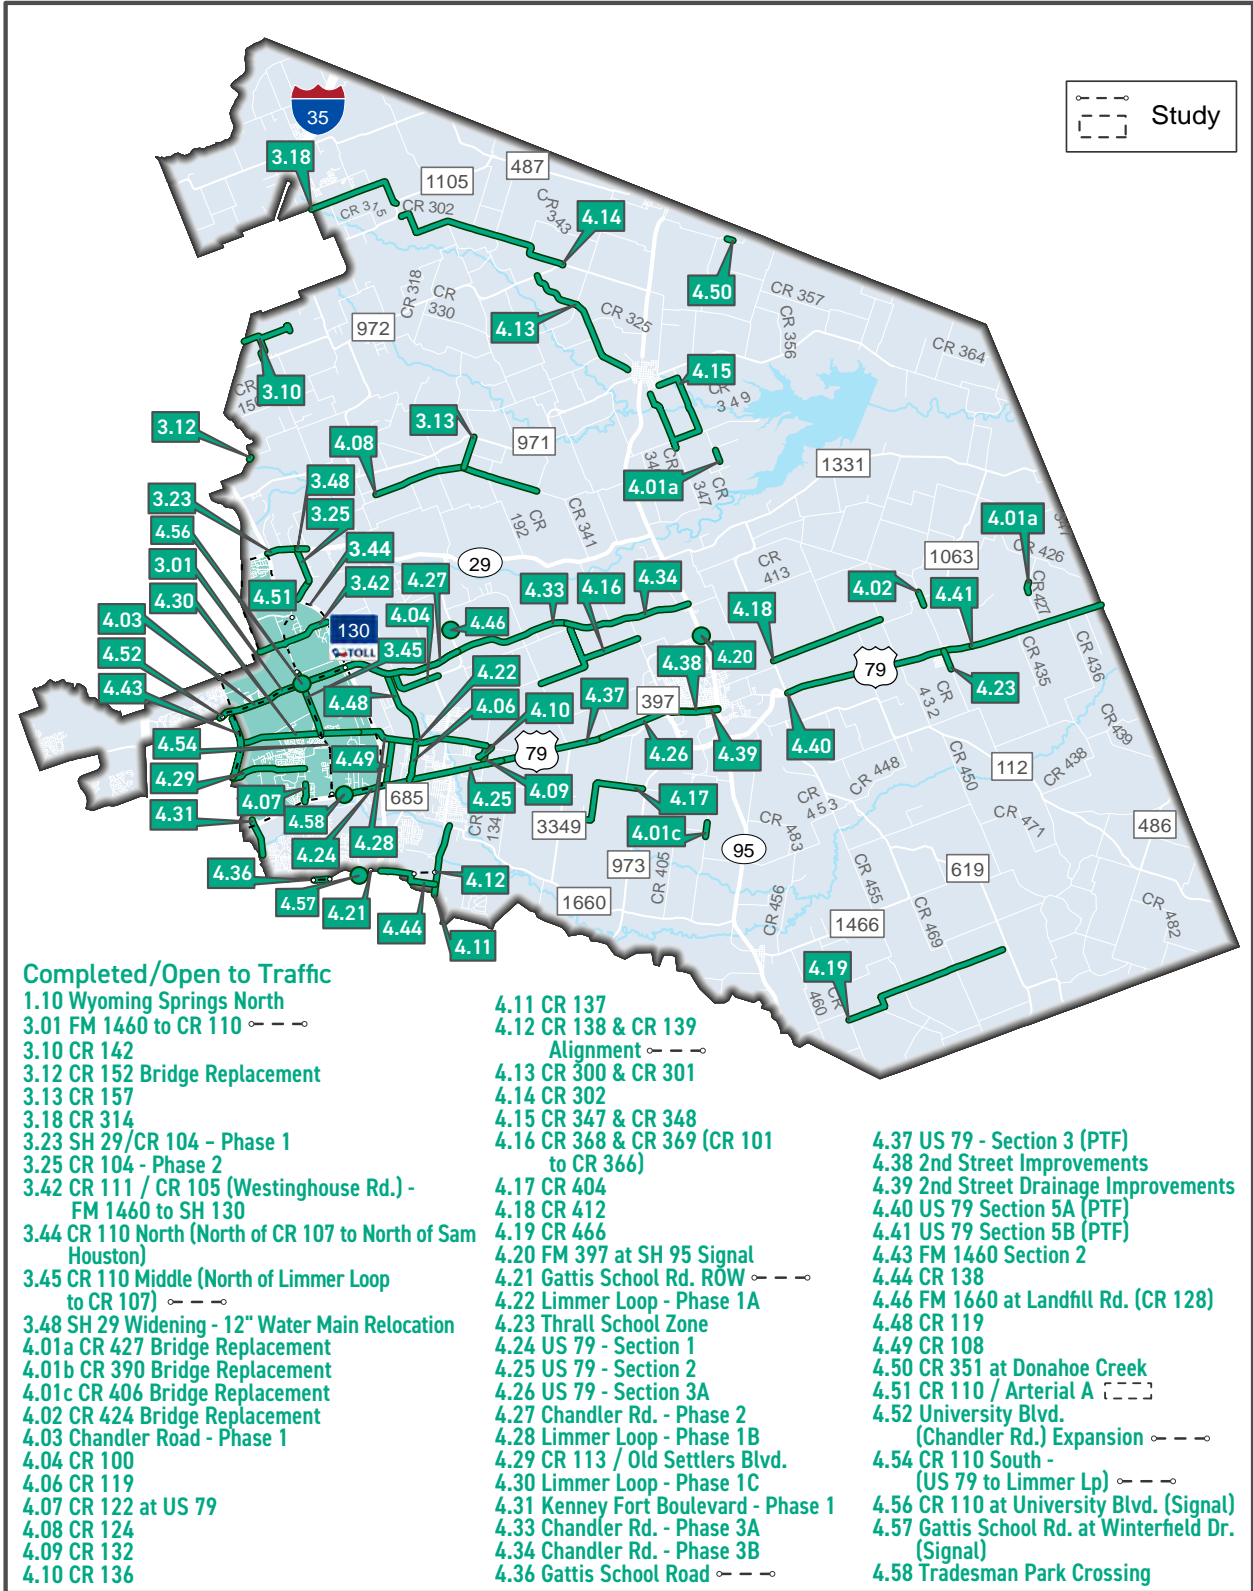 Study
35
3.18
1105
487
CR 315
CR 302
CR 343
4.14
4.50
CR 318
CR 330
4.13
CR 325
CR 357
CR 356
CR 364
972
3.10
CR 150
4.15
CR 349
3.12
4.08
3.13
971
CR 347
4.01a
1331
3.23
3.48
3.25
4.56
3.01
4.30
3.44
3.42
4.51
CR 192
CR 341
29
4.27
4.04
4.33
4.16
4.34
CR 413
4.01a
CR 426
1063
CR 427
4.02
4.41
4.18
4.03
4.52
4.43
130
TOLL
3.45
4.46
4.20
4.38
79
CR 432
4.23
CR 435
CR 436
CR 439
4.48
4.22
4.06
4.10
4.37
397
4.26
4.39
4.40
4.54
4.29
4.31
4.49
4.07
4.58
4.24
4.28
685
79
4.25
CR 134
4.09
4.17
3349
4.01c
973
CR 405
95
CR 448
CR 453
CR 483
CR 450
112
CR 438
CR 471
486
619
4.36
4.57
4.21
4.44
4.12
4.11
1660
CR 456
CR 455
1466
CR 469
CR 482
4.19
CR 460
Completed/Open to Traffic
1.10 Wyoming Springs North
3.01 FM 1460 to CR 110
3.10 CR 142
3.12 CR 152 Bridge Replacement
3.13 CR 157
3.18 CR 314
3.23 SH 29/CR 104 – Phase 1
3.25 CR 104 - Phase 2
3.42 CR 111 / CR 105 (Westinghouse Rd.) -
FM 1460 to SH 130
3.44 CR 110 North (North of CR 107 to North of Sam
Houston)
3.45 CR 110 Middle (North of Limmer Loop
to CR 107)
3.48 SH 29 Widening - 12" Water Main Relocation
4.01a CR 427 Bridge Replacement
4.01b CR 390 Bridge Replacement
4.01c CR 406 Bridge Replacement
4.02 CR 424 Bridge Replacement
4.03 Chandler Road - Phase 1
4.04 CR 100
4.06 CR 119
4.07 CR 122 at US 79
4.08 CR 124
4.09 CR 132
4.10 CR 136
4.11 CR 137
4.12 CR 138 & CR 139
Alignment
4.13 CR 300 & CR 301
4.14 CR 302
4.15 CR 347 & CR 348
4.16 CR 368 & CR 369 (CR 101
to CR 366)
4.17 CR 404
4.18 CR 412
4.19 CR 466
4.20 FM 397 at SH 95 Signal
4.21 Gattis School Rd. ROW
4.22 Limmer Loop - Phase 1A
4.23 Thrall School Zone
4.24 US 79 - Section 1
4.25 US 79 - Section 2
4.26 US 79 - Section 3A
4.27 Chandler Rd. - Phase 2
4.28 Limmer Loop - Phase 1B
4.29 CR 113 / Old Settlers Blvd.
4.30 Limmer Loop - Phase 1C
4.31 Kenney Fort Boulevard - Phase 1
4.33 Chandler Rd. - Phase 3A
4.34 Chandler Rd. - Phase 3B
4.36 Gattis School Road
4.37 US 79 - Section 3 (PTF)
4.38 2nd Street Improvements
4.39 2nd Street Drainage Improvements
4.40 US 79 Section 5A (PTF)
4.41 US 79 Section 5B (PTF)
4.43 FM 1460 Section 2
4.44 CR 138
4.46 FM 1660 at Landfill Rd. (CR 128)
4.48 CR 119
4.49 CR 108
4.50 CR 351 at Donahoe Creek
4.51 CR 110 / Arterial A
4.52 University Blvd.
(Chandler Rd.) Expansion
4.54 CR 110 South -
(US 79 to Limmer Lp)
4.56 CR 110 at University Blvd. (Signal)
4.57 Gattis School Rd. at Winterfield Dr.
(Signal)
4.58 Tradesman Park Crossing